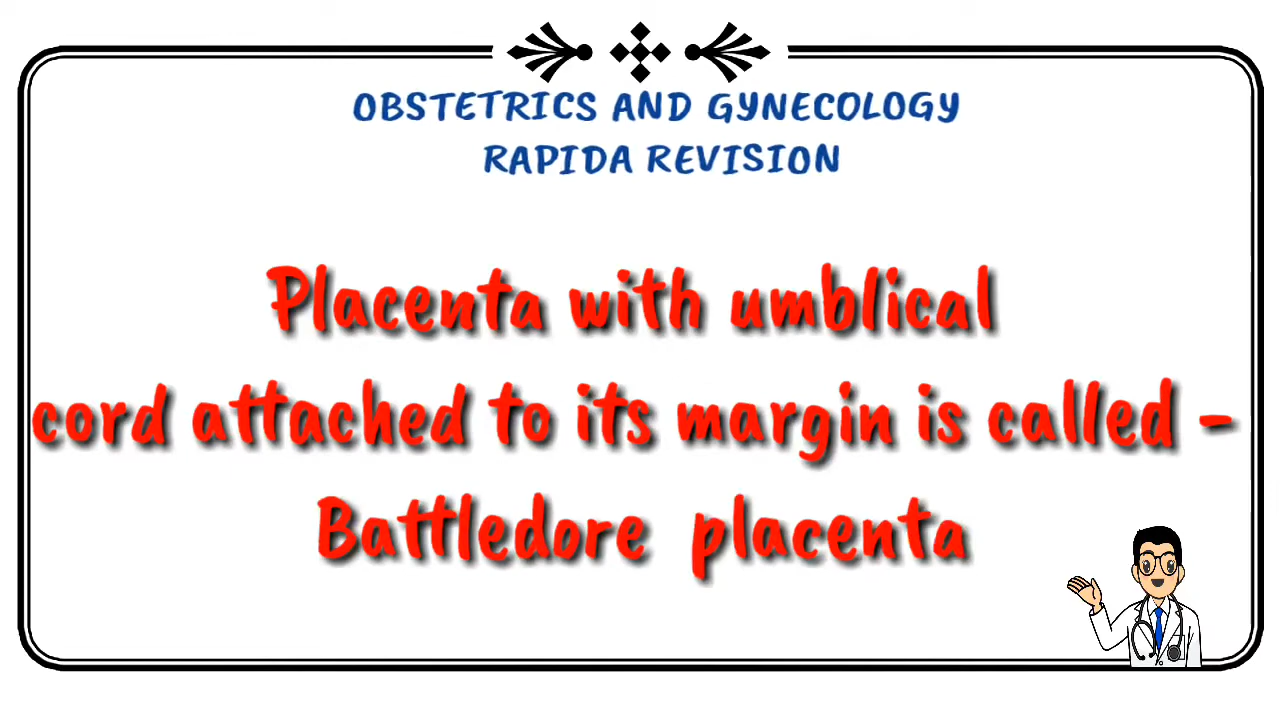 OBSTETRICS AND GYNECOLOGY
RAPIDA REVISION
Placenta with umblical
cord attached to its margin is called -
Battledore placenta